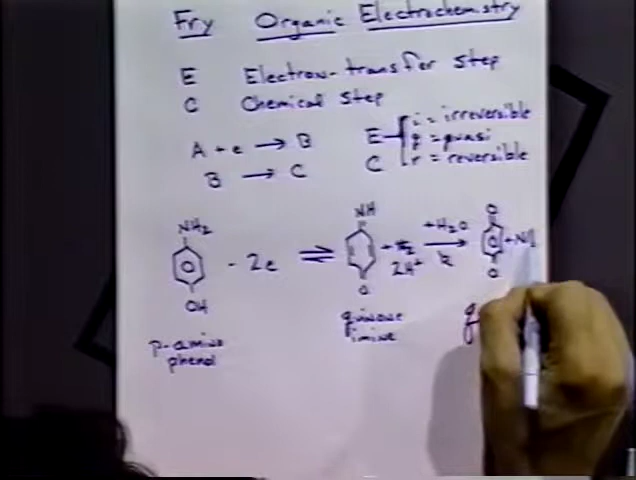 Fry Organic Electrochemistry
E Electron-transfer step
C Chemical step
A + e → B
B → C
E i = irreversible
q = quasi
C r = reversible
NH₂
OH
- 2e ⇌
NH
O
+
2H⁺
+H₂O
→
k
O
O
+ N
p-amino
phenol
quinone
imine
q